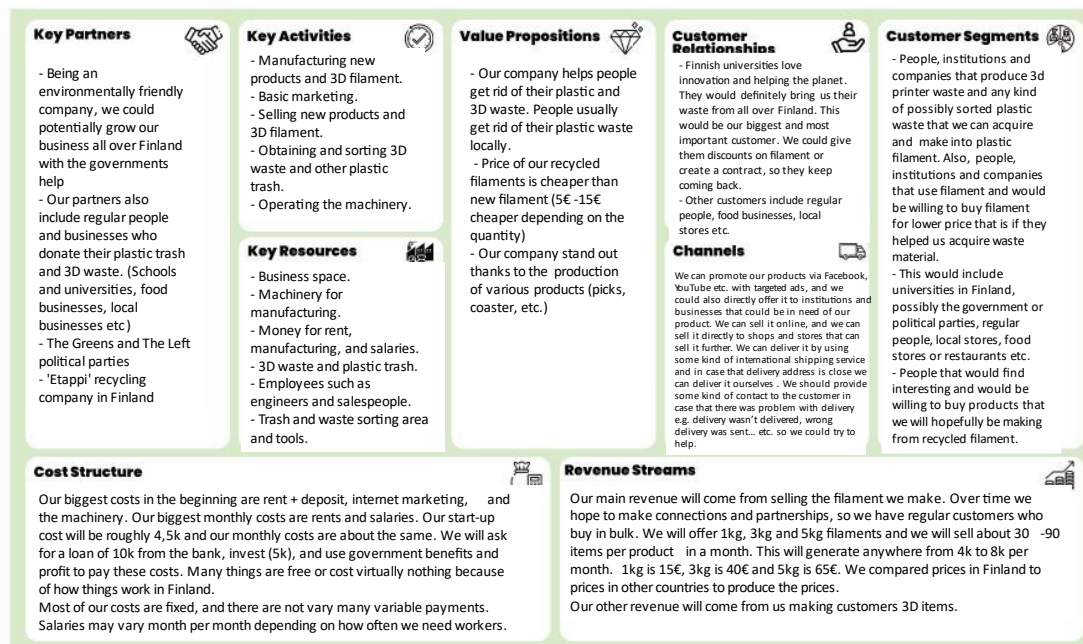 Key Partners
- Being an
environmentally friendly
company, we could
potentially grow our
business all over Finland
with the governments
help
- Our partners also
include regular people
and businesses who
donate their plastic trash
and 3D waste. (Schools
and universities, food
businesses, local
businesses etc)
- The Greens and The Left
political parties
- 'Etappi' recycling
company in Finland
Key Activities
- Manufacturing new
products and 3D filament.
- Basic marketing.
- Selling new products and
3D filament.
- Obtaining and sorting 3D
waste and other plastic
trash.
- Operating the machinery.
Key Resources
- Business space.
- Machinery for
manufacturing.
- Money for rent,
manufacturing, and salaries.
- 3D waste and plastic trash.
- Employees such as
engineers and salespeople.
- Trash and waste sorting area
and tools.
Value Propositions
- Our company helps people
get rid of their plastic and
3D waste. People usually
get rid of their plastic waste
locally.
- Price of our recycled
filaments is cheaper than
new filament (5€ -15€
cheaper depending on the
quantity)
- Our company stand out
thanks to the production
of various products (picks,
coaster, etc.)
Customer
Relationships
- Finnish universities love
innovation and helping the planet.
They would definitely bring us their
waste from all over Finland. This
would be our biggest and most
important customer. We could give
them discounts on filament or
create a contract, so they keep
coming back.
- Other customers include regular
people, food businesses, local
stores etc.
Channels
We can promote our products via Facebook,
YouTube etc. with targeted ads, and we
could also directly offer it to institutions and
businesses that could be in need of our
product. We can sell it online, and we can
sell it directly to shops and stores that can
sell it further. We can deliver it by using
some kind of international shipping service
and in case that delivery address is close we
can deliver it ourselves . We should provide
some kind of contact to the customer in
case that there was problem with delivery
e.g. delivery wasn't delivered, wrong
delivery was sent... etc. so we could try to
help.
Customer Segments
- People, institutions and
companies that produce 3d
printer waste and any kind
of possibly sorted plastic
waste that we can acquire
and make into plastic
filament. Also, people,
institutions and companies
that use filament and would
be willing to buy filament
for lower price that is if they
helped us acquire waste
material.
- This would include
universities in Finland,
possibly the government or
political parties, regular
people, local stores, food
stores or restaurants etc.
- People that would find
interesting and would be
willing to buy products that
we will hopefully be making
from recycled filament.
Cost Structure
Our biggest costs in the beginning are rent + deposit, internet marketing, and
the machinery. Our biggest monthly costs are rents and salaries. Our start-up
cost will be roughly 4,5k and our monthly costs are about the same. We will ask
for a loan of 10k from the bank, invest (5k), and use government benefits and
profit to pay these costs. Many things are free or cost virtually nothing because
of how things work in Finland.
Most of our costs are fixed, and there are not vary many variable payments.
Salaries may vary month per month depending on how often we need workers.
Revenue Streams
Our main revenue will come from selling the filament we make. Over time we
hope to make connections and partnerships, so we have regular customers who
buy in bulk. We will offer 1kg, 3kg and 5kg filaments and we will sell about 30 -90
items per product in a month. This will generate anywhere from 4k to 8k per
month. 1kg is 15€, 3kg is 40€ and 5kg is 65€. We compared prices in Finland to
prices in other countries to produce the prices.
Our other revenue will come from us making customers 3D items.